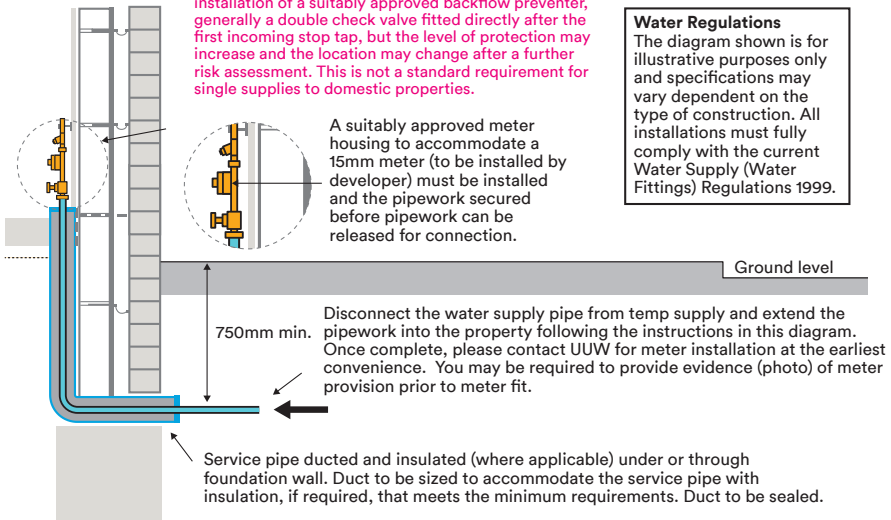 installation of a suitably approved backflow preventer,
generally a double check valve fitted directly after the
first incoming stop tap, but the level of protection may
increase and the location may change after a further
risk assessment. This is not a standard requirement for
single supplies to domestic properties.
Water Regulations
The diagram shown is for
illustrative purposes only
and specifications may
vary dependent on the
type of construction. All
installations must fully
comply with the current
Water Supply (Water
Fittings) Regulations 1999.
A suitably approved meter
housing to accommodate a
15mm meter (to be installed by
developer) must be installed
and the pipework secured
before pipework can be
released for connection.
Ground level
750mm min.
Disconnect the water supply pipe from temp supply and extend the
pipework into the property following the instructions in this diagram.
Once complete, please contact UUW for meter installation at the earliest
convenience. You may be required to provide evidence (photo) of meter
provision prior to meter fit.
Service pipe ducted and insulated (where applicable) under or through
foundation wall. Duct to be sized to accommodate the service pipe with
insulation, if required, that meets the minimum requirements. Duct to be sealed.